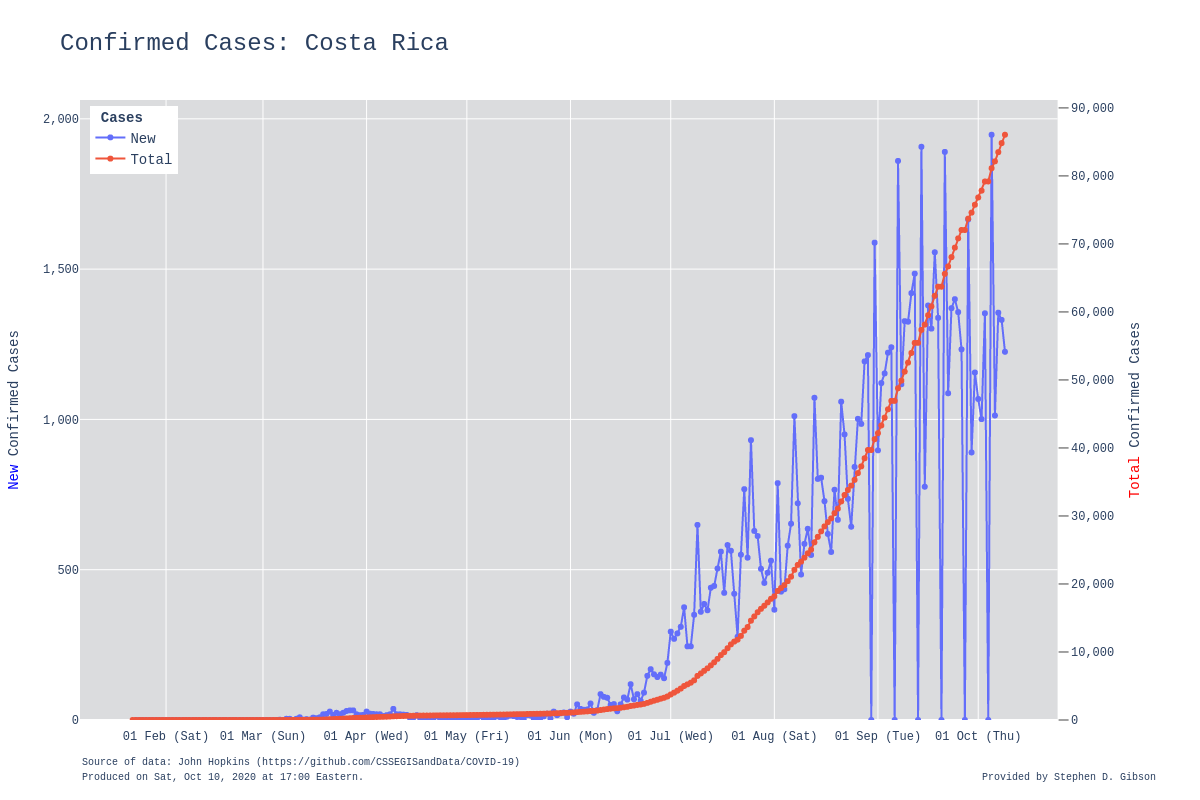 Confirmed Cases: Costa Rica
Cases
New
Total
2,000
1,500
1,000
500
0
90,000
80,000
70,000
60,000
50,000
40,000
30,000
20,000
10,000
0
New Confirmed Cases
Total Confirmed Cases
01 Feb (Sat)
01 Mar (Sun)
01 Apr (Wed)
01 May (Fri)
01 Jun (Mon)
01 Jul (Wed)
01 Aug (Sat)
01 Sep (Tue)
01 Oct (Thu)
Source of data: John Hopkins (https://github.com/CSSEGISandData/COVID-19)
Produced on Sat, Oct 10, 2020 at 17:00 Eastern.
Provided by Stephen D. Gibson